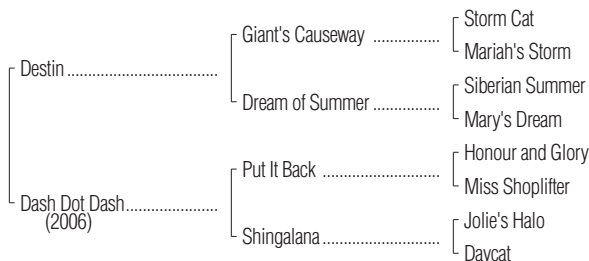 Storm Cat
Giant's Causeway ................
Mariah's Storm
Destin ....................................
Siberian Summer
Dream of Summer ................
Mary's Dream
Honour and Glory
Put It Back ............................
Miss Shoplifter
Dash Dot Dash ......................
(2006)
Jolie's Halo
Shingalana ............................
Daycat